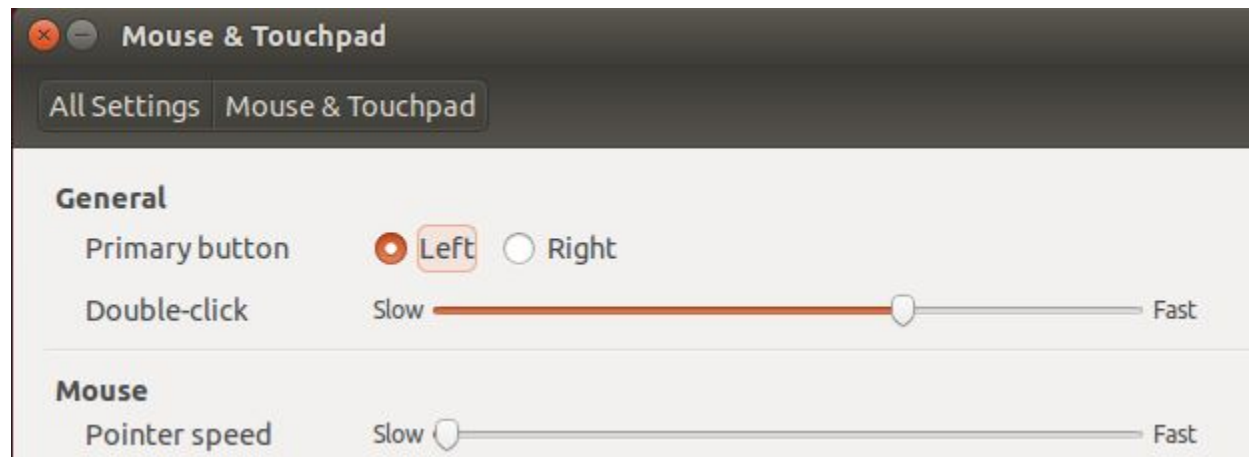 Mouse & Touchpad
All Settings Mouse & Touchpad
General
Primary button Left Right
Double-click Slow Fast
Mouse
Pointer speed Slow Fast